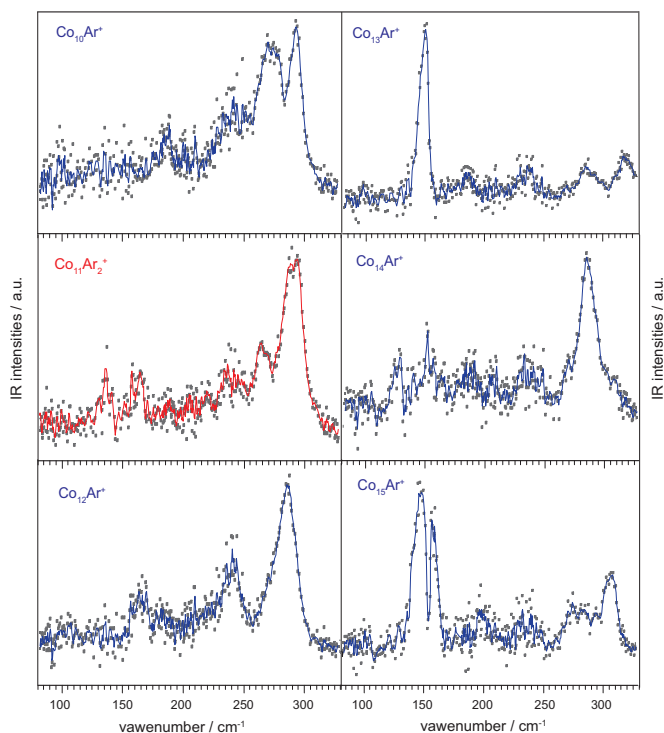 Co₁₀Ar⁺
Co₁₃Ar⁺
Co₁₁Ar₂⁺
Co₁₄Ar⁺
Co₁₂Ar⁺
Co₁₅Ar⁺
IR intensities / a.u.
IR intensities / a.u.
100 150 200 250 300
100 150 200 250 300
vawenumber / cm⁻¹
vawenumber / cm⁻¹